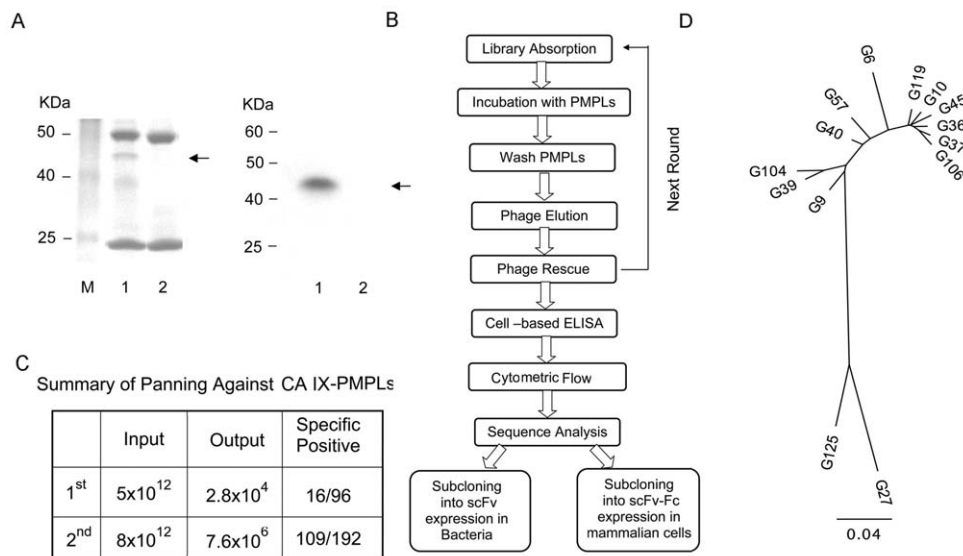 A
KDa
50 –
40 –
25 –
M 1 2
KDa
60 –
50 –
40 –
25 –
1 2
B
Library Absorption
Incubation with PMPLs
Wash PMPLs
Phage Elution
Phage Rescue
Cell –based ELISA
Cytometric Flow
Sequence Analysis
Subcloning
into scFv
expression in
Bacteria
Subcloning
into scFv-Fc
expression in
mammalian cells
Next Round
C
Summary of Panning Against CA IX-PMPLs
Input Output Specific
Positive
1st 5x10^12 2.8x10^4 16/96
2nd 8x10^12 7.6x10^6 109/192
D
G6
G119
G10
G45
G36
G37
G106
G57
G40
G104
G39
G9
G125
G27
0.04